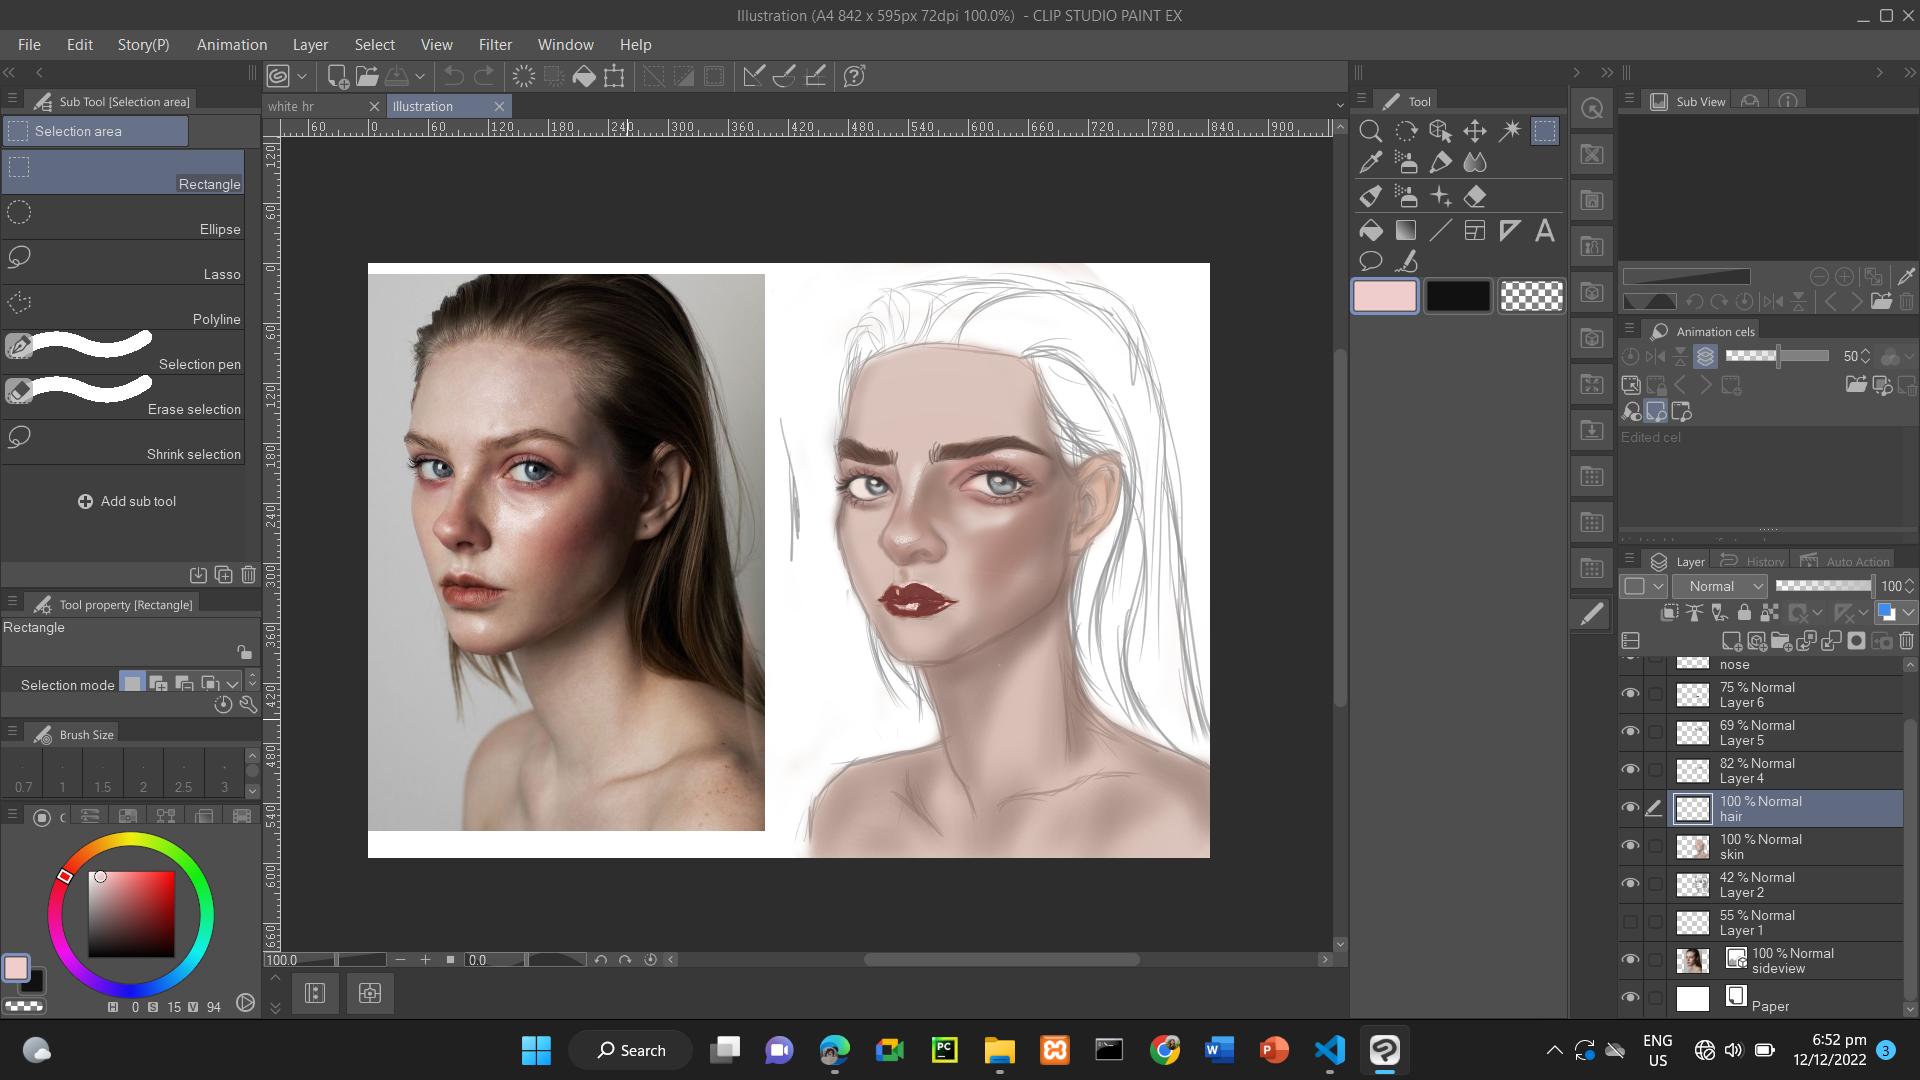 Illustration (A4 842 x 595px 72dpi 100.0%) - CLIP STUDIO PAINT EX
File Edit Story(P) Animation Layer Select View Filter Window Help
Sub Tool [Selection area]
Selection area
Rectangle
Ellipse
Lasso
Polyline
Selection pen
Erase selection
Shrink selection
Add sub tool
Tool property [Rectangle]
Rectangle
Selection mode
Brush Size
0.7 1 1.5 2 2.5 3
H 0 S 15 V 94
white hr
Illustration
60 0 60 120 180 240 300 360 420 480 540 600 660 720 780 840 900
120
60
0
60
120
180
240
300
360
420
480
540
600
660
100.0
0.0
Tool
A
Sub View
Animation cels
50
Edited cel
Layer History Auto Action
Normal 100
nose
75 % Normal
Layer 6
69 % Normal
Layer 5
82 % Normal
Layer 4
100 % Normal
hair
100 % Normal
skin
42 % Normal
Layer 2
55 % Normal
Layer 1
100 % Normal
sideview
Paper
Search
PC
W
P
ENG
US
6:52 pm
12/12/2022
3